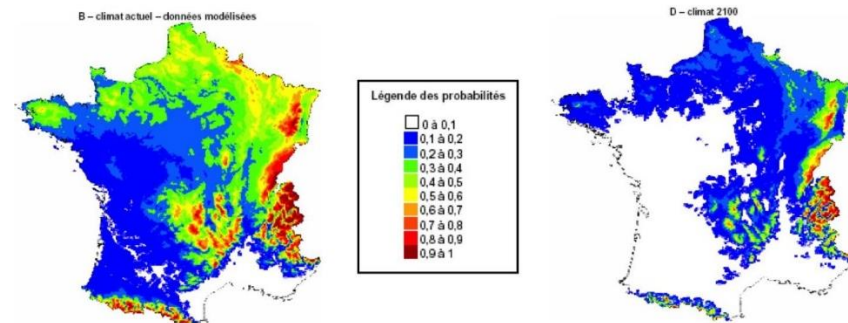 B – climat actuel – données modélisées
D – climat 2100
Légende des probabilités
0 à 0,1
0,1 à 0,2
0,2 à 0,3
0,3 à 0,4
0,4 à 0,5
0,5 à 0,6
0,6 à 0,7
0,7 à 0,8
0,8 à 0,9
0,9 à 1